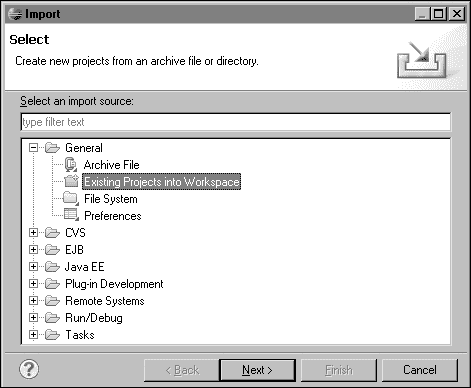 Import
Select
Create new projects from an archive file or directory.
Select an import source:
type filter text
General
Archive File
Existing Projects into Workspace
File System
Preferences
CVS
EJB
Java EE
Plug-in Development
Remote Systems
Run/Debug
Tasks
? < Back Next > Finish Cancel